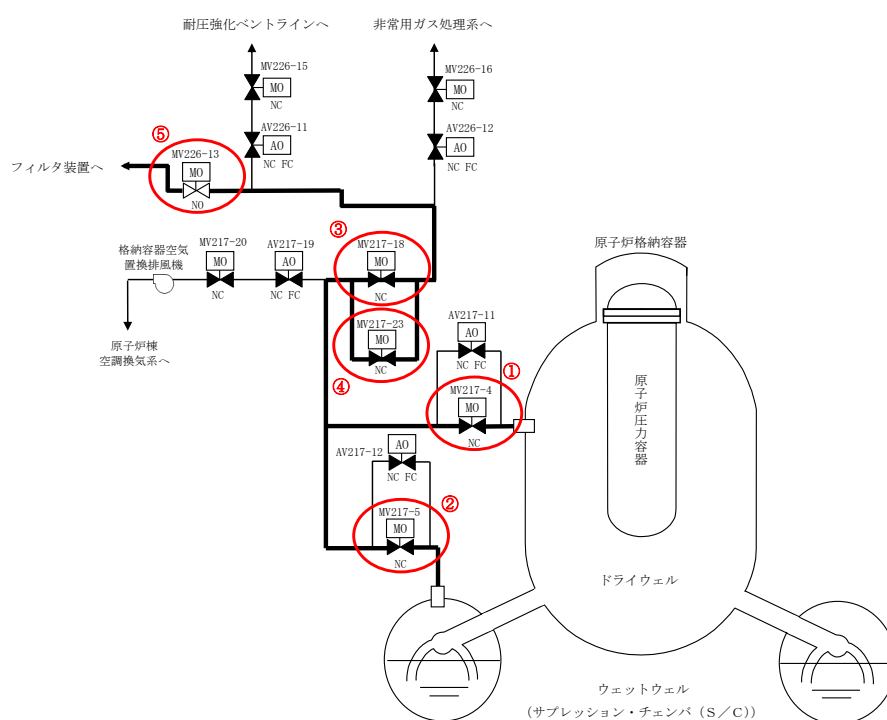 耐圧強化ベントラインへ
非常用ガス処理系へ
MV226-15
MO
NC
MV226-16
MO
NC
AV226-11
AO
NC FC
AV226-12
AO
NC FC
⑤
MV226-13
MO
NO
フィルタ装置へ
③
格納容器空気
置換排風機
MV217-20
MO
NC
AV217-19
AO
NC FC
MV217-18
MO
NC
原子炉格納容器
原子炉棟
空調換気系へ
MV217-23
MO
NC
④
AV217-11
AO
NC FC
①
MV217-4
MO
NC
原子炉圧力容器
AV217-12
AO
NC FC
②
MV217-5
MO
NC
ドライウェル
ウェットウェル
（サプレッション・チェンバ（S／C））